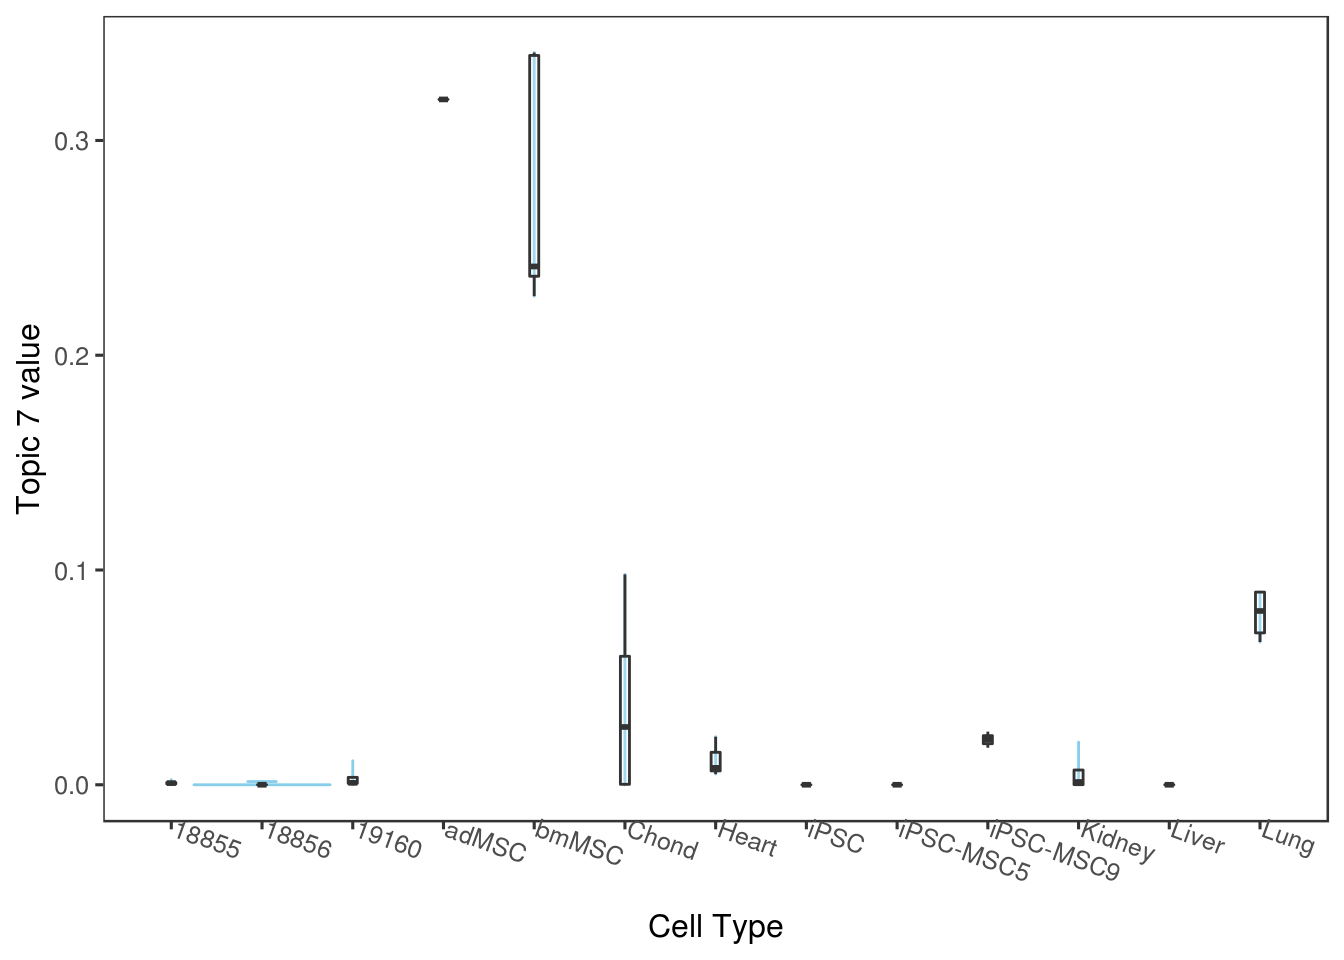 Topic 7 value
0.3
0.2
0.1
0.0
18855
18856
19160
adMSC
bmMSC
Chond
Heart
iPSC
iPSC-MSC5
iPSC-MSC9
Kidney
Liver
Lung
Cell Type